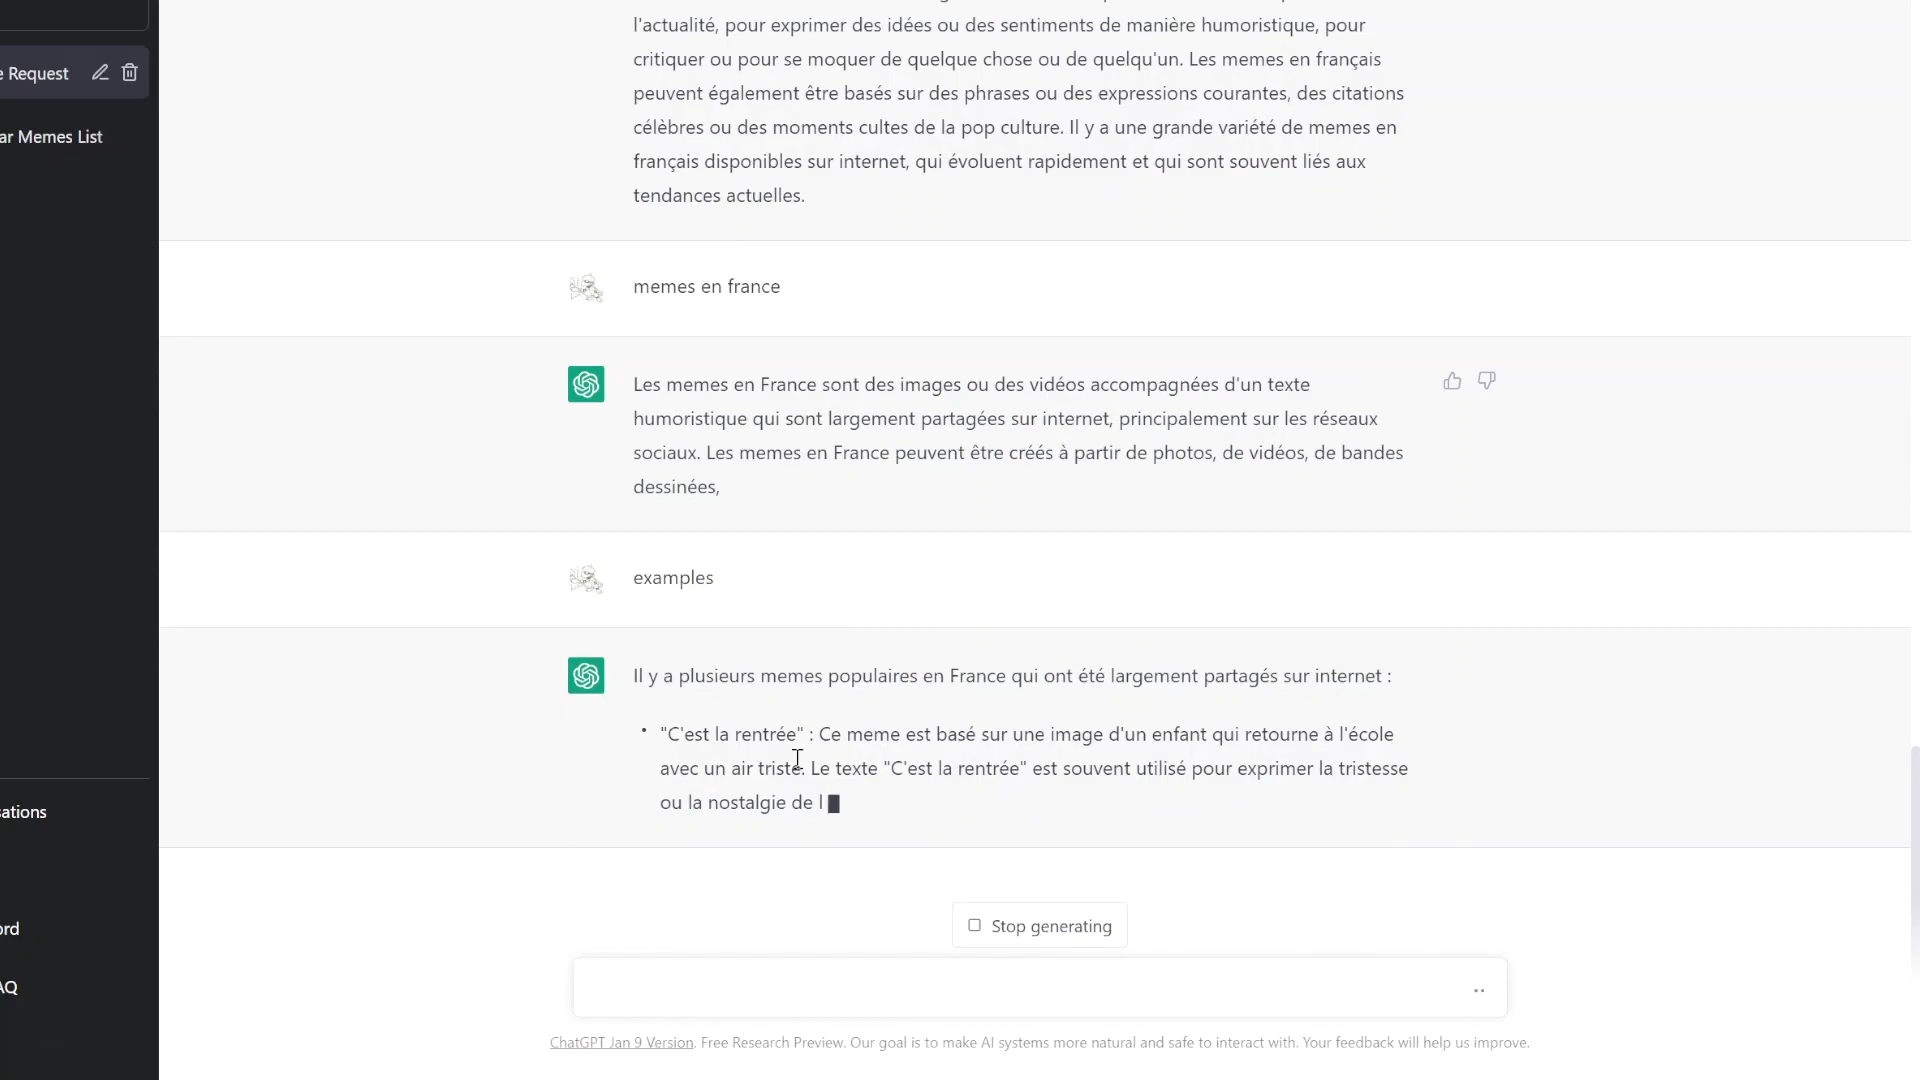 l'actualité, pour exprimer des idées ou des sentiments de manière humoristique, pour
critiquer ou pour se moquer de quelque chose ou de quelqu'un. Les memes en français
peuvent également être basés sur des phrases ou des expressions courantes, des citations
célèbres ou des moments cultes de la pop culture. Il y a une grande variété de memes en
français disponibles sur internet, qui évoluent rapidement et qui sont souvent liés aux
tendances actuelles.
e Request
ar Memes List
memes en france
Les memes en France sont des images ou des vidéos accompagnées d'un texte
humoristique qui sont largement partagées sur internet, principalement sur les réseaux
sociaux. Les memes en France peuvent être créés à partir de photos, de vidéos, de bandes
dessinées,
examples
Il y a plusieurs memes populaires en France qui ont été largement partagés sur internet :
• "C'est la rentrée" : Ce meme est basé sur une image d'un enfant qui retourne à l'école
avec un air triste. Le texte "C'est la rentrée" est souvent utilisé pour exprimer la tristesse
ou la nostalgie de l
sations
ord
AQ
Stop generating
ChatGPT Jan 9 Version. Free Research Preview. Our goal is to make AI systems more natural and safe to interact with. Your feedback will help us improve.